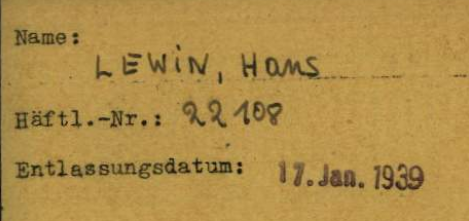 Name:
LEWIN, Hans
Häftl.-Nr.: 22108
Entlassungsdatum: 17. Jan. 1939